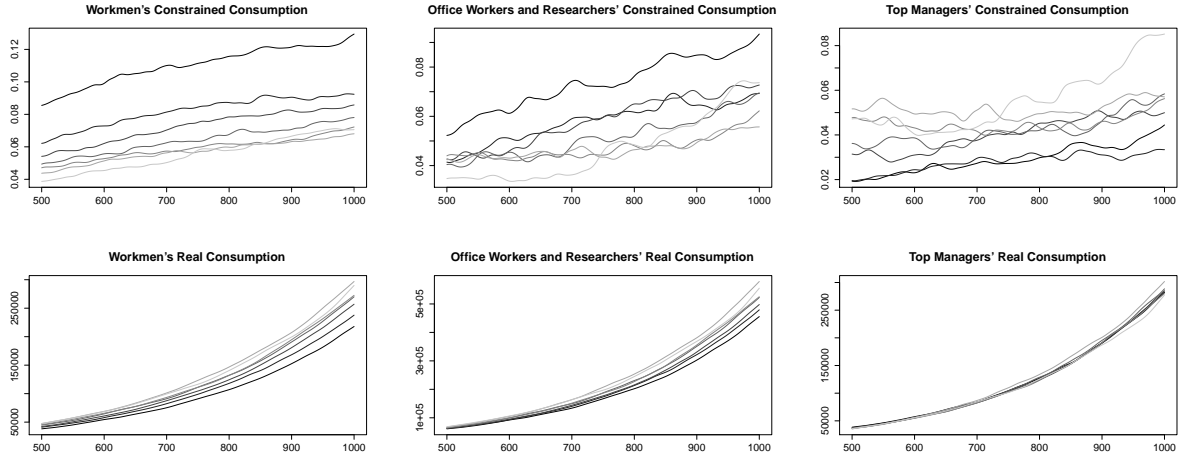 Workmen's Constrained Consumption
0.04 0.06 0.08 0.10 0.12
500 600 700 800 900 1000
Office Workers and Researchers' Constrained Consumption
0.04 0.06 0.08
500 600 700 800 900 1000
Top Managers' Constrained Consumption
0.02 0.04 0.06 0.08
500 600 700 800 900 1000
Workmen's Real Consumption
50000 150000 250000
500 600 700 800 900 1000
Office Workers and Researchers' Real Consumption
1e+05 3e+05 5e+05
500 600 700 800 900 1000
Top Managers' Real Consumption
50000 150000 250000
500 600 700 800 900 1000